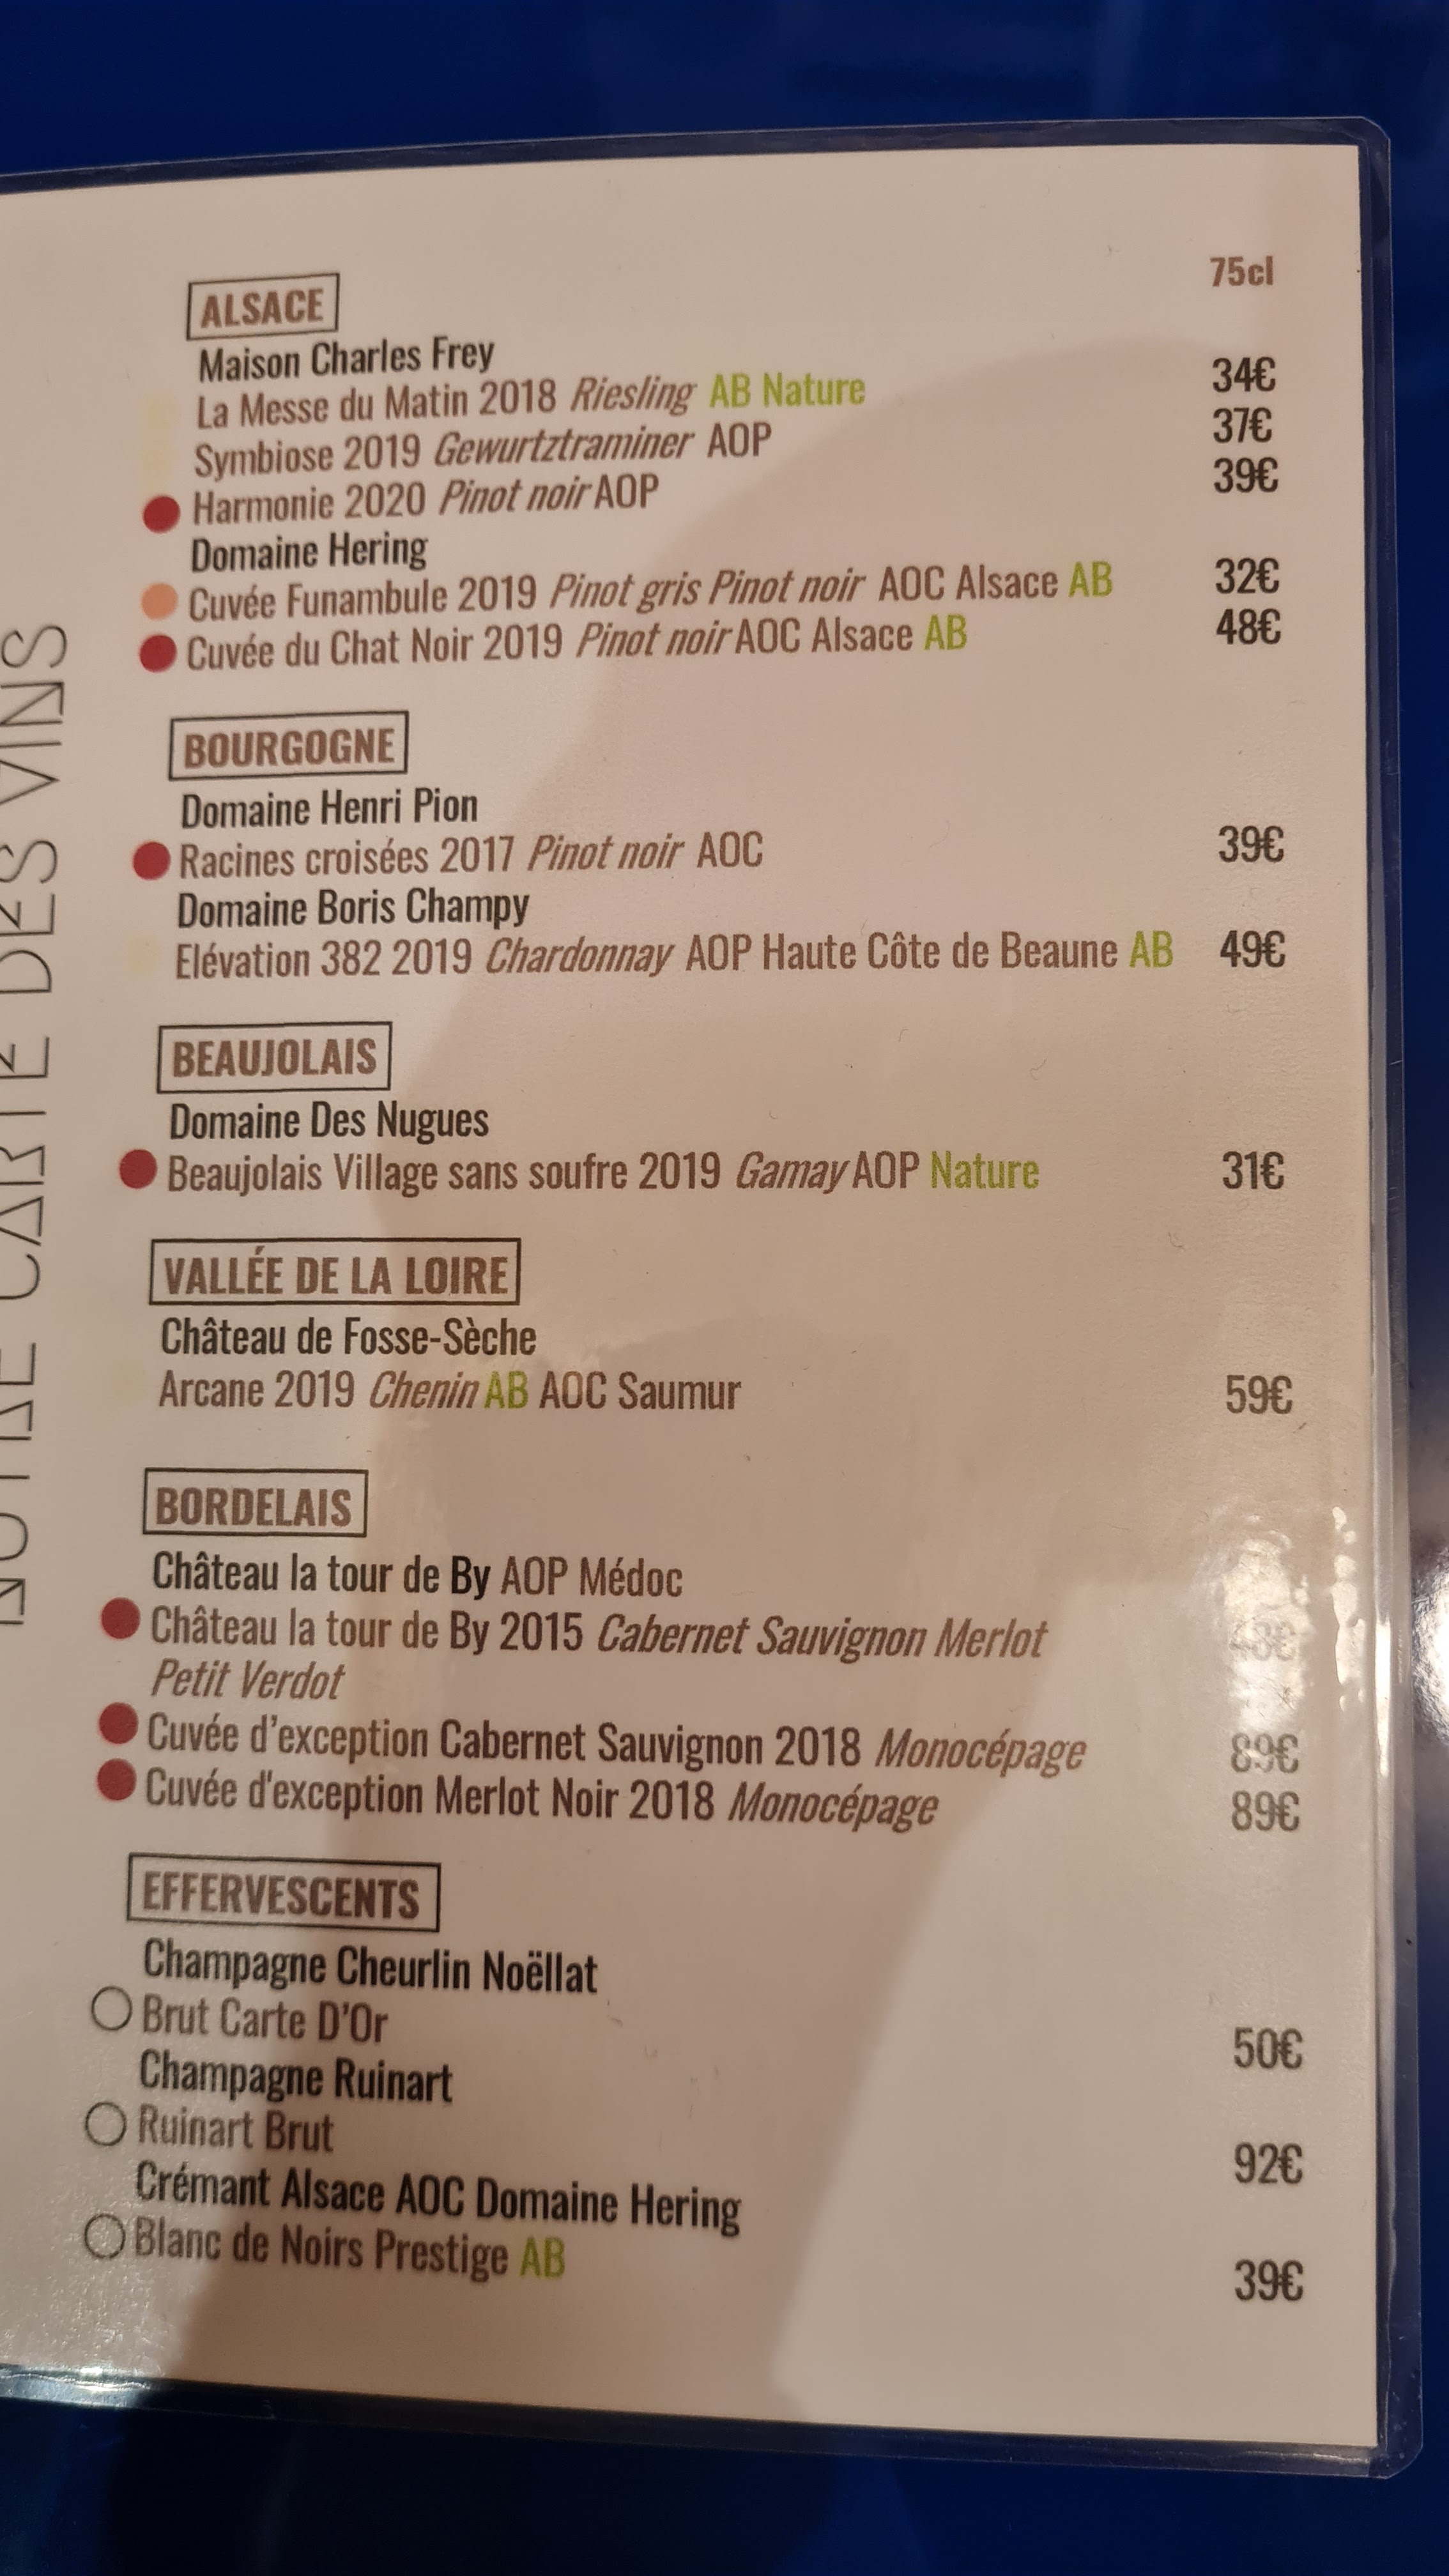 NOTRE CARTE DES VINS
75cl
ALSACE
Maison Charles Frey
La Messe du Matin 2018 Riesling AB Nature 34€
Symbiose 2019 Gewurtztraminer AOP 37€
Harmonie 2020 Pinot noir AOP 39€
Domaine Hering
Cuvée Funambule 2019 Pinot gris Pinot noir AOC Alsace AB 32€
Cuvée du Chat Noir 2019 Pinot noir AOC Alsace AB 48€
BOURGOGNE
Domaine Henri Pion
Racines croisées 2017 Pinot noir AOC 39€
Domaine Boris Champy
Elévation 382 2019 Chardonnay AOP Haute Côte de Beaune AB 49€
BEAUJOLAIS
Domaine Des Nugues
Beaujolais Village sans soufre 2019 Gamay AOP Nature 31€
VALLÉE DE LA LOIRE
Château de Fosse-Sèche
Arcane 2019 Chenin AB AOC Saumur 59€
BORDELAIS
Château la tour de By AOP Médoc
Château la tour de By 2015 Cabernet Sauvignon Merlot
Petit Verdot
Cuvée d'exception Cabernet Sauvignon 2018 Monocépage 89€
Cuvée d'exception Merlot Noir 2018 Monocépage 89€
EFFERVESCENTS
Champagne Cheurlin Noëllat
Brut Carte D'Or 50€
Champagne Ruinart
Ruinart Brut 92€
Crémant Alsace AOC Domaine Hering
Blanc de Noirs Prestige AB 39€